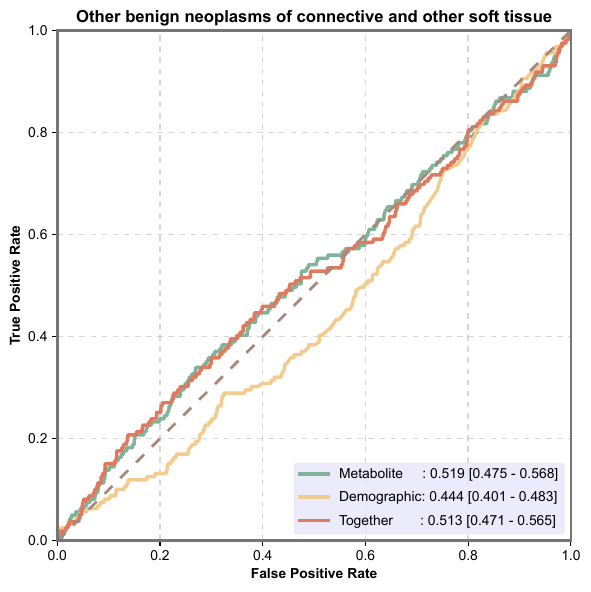 Other benign neoplasms of connective and other soft tissue
1.0
0.8
0.6
0.4
0.2
0.0
True Positive Rate
Metabolite : 0.519 [0.475 - 0.568]
Demographic: 0.444 [0.401 - 0.483]
Together : 0.513 [0.471 - 0.565]
0.0 0.2 0.4 0.6 0.8 1.0
False Positive Rate